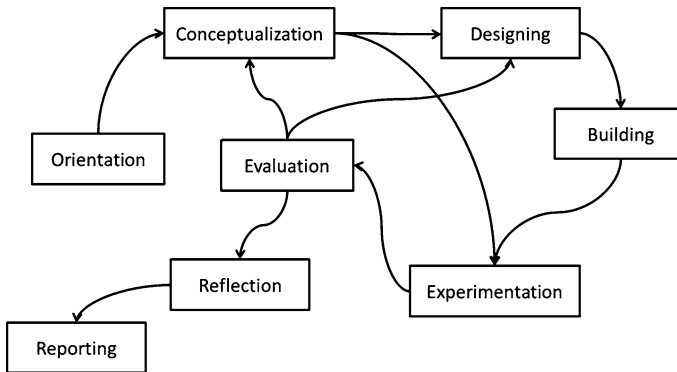 Conceptualization
Designing
Building
Orientation
Evaluation
Reflection
Experimentation
Reporting